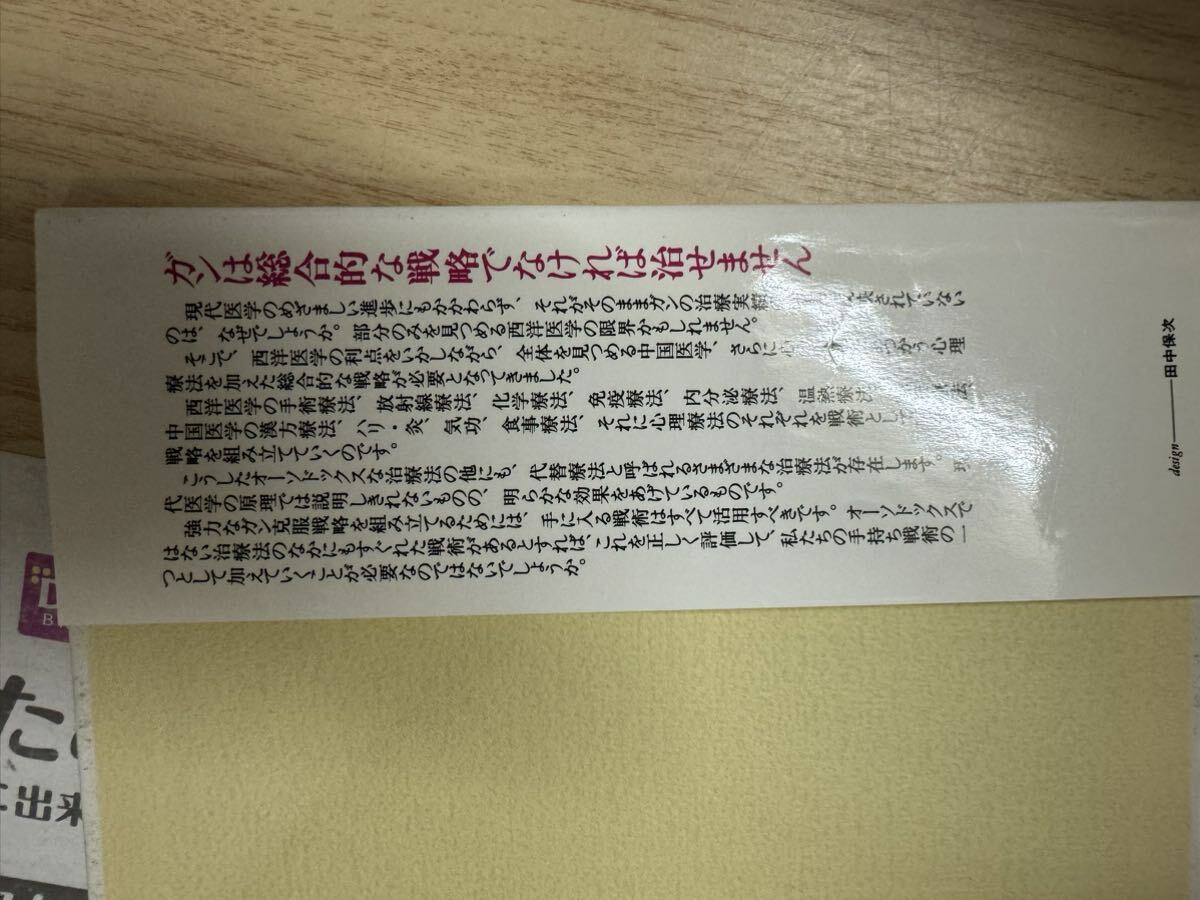 ガンは総合的な戦略でなければ治せません
現代医学のめざましい進歩にもかかわらず、それがそのままガンの治療実績 されていない
のは、なぜでしょうか。部分のみを見つめる西洋医学の限界かもしれません。
そこで、西洋医学の利点をいかしながら、全体を見つめる中国医学、さらに心 つかう心理
療法を加えた総合的な戦略が必要となってきました。
西洋医学の手術療法、放射線療法、化学療法、免疫療法、内分泌療法、温熱療法
中国医学の漢方療法、ハリ・灸、気功、食事療法、それに心理療法のそれぞれを戦術とし
戦略を組み立てていくのです。
こうしたオーソドックスな治療法の他にも、代替療法と呼ばれるさまざまな治療法が存在します。現
代医学の原理では説明しきれないものの、明らかな効果をあげているものです。
強力なガン克服戦略を組み立てるためには、手に入る戦術はすべて活用すべきです。オーソドックスで
はない治療法のなかにもすぐれた戦術があるとすれば、これを正しく評価して、私たちの手持ち戦術の一
つとして加えていくことが必要なのではないでしょうか。
design――田中保次
た
出来